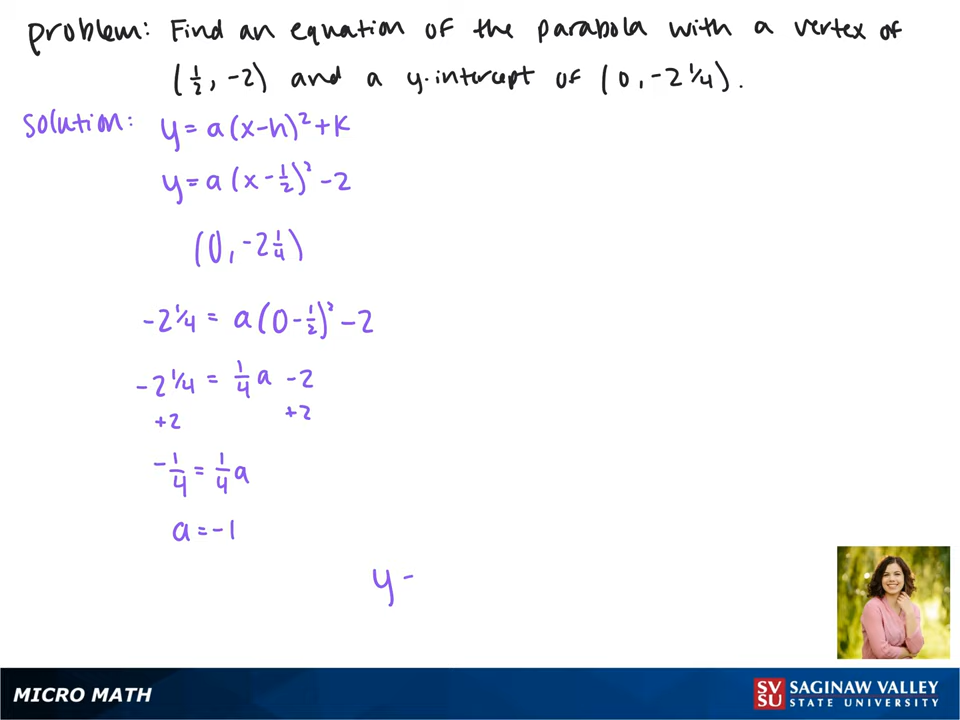 problem: Find an equation of the parabola with a vertex of
(1/2, -2) and a y-intercept of (0, -2 1/4).
Solution: y = a(x-h)² + k
y = a(x - 1/2)² - 2
(0, -2 1/4)
-2 1/4 = a(0 - 1/2)² - 2
-2 1/4 = 1/4 a - 2
+2 +2
-1/4 = 1/4 a
a = -1
y -
MICRO MATH
SV SU SAGINAW VALLEY
STATE UNIVERSITY